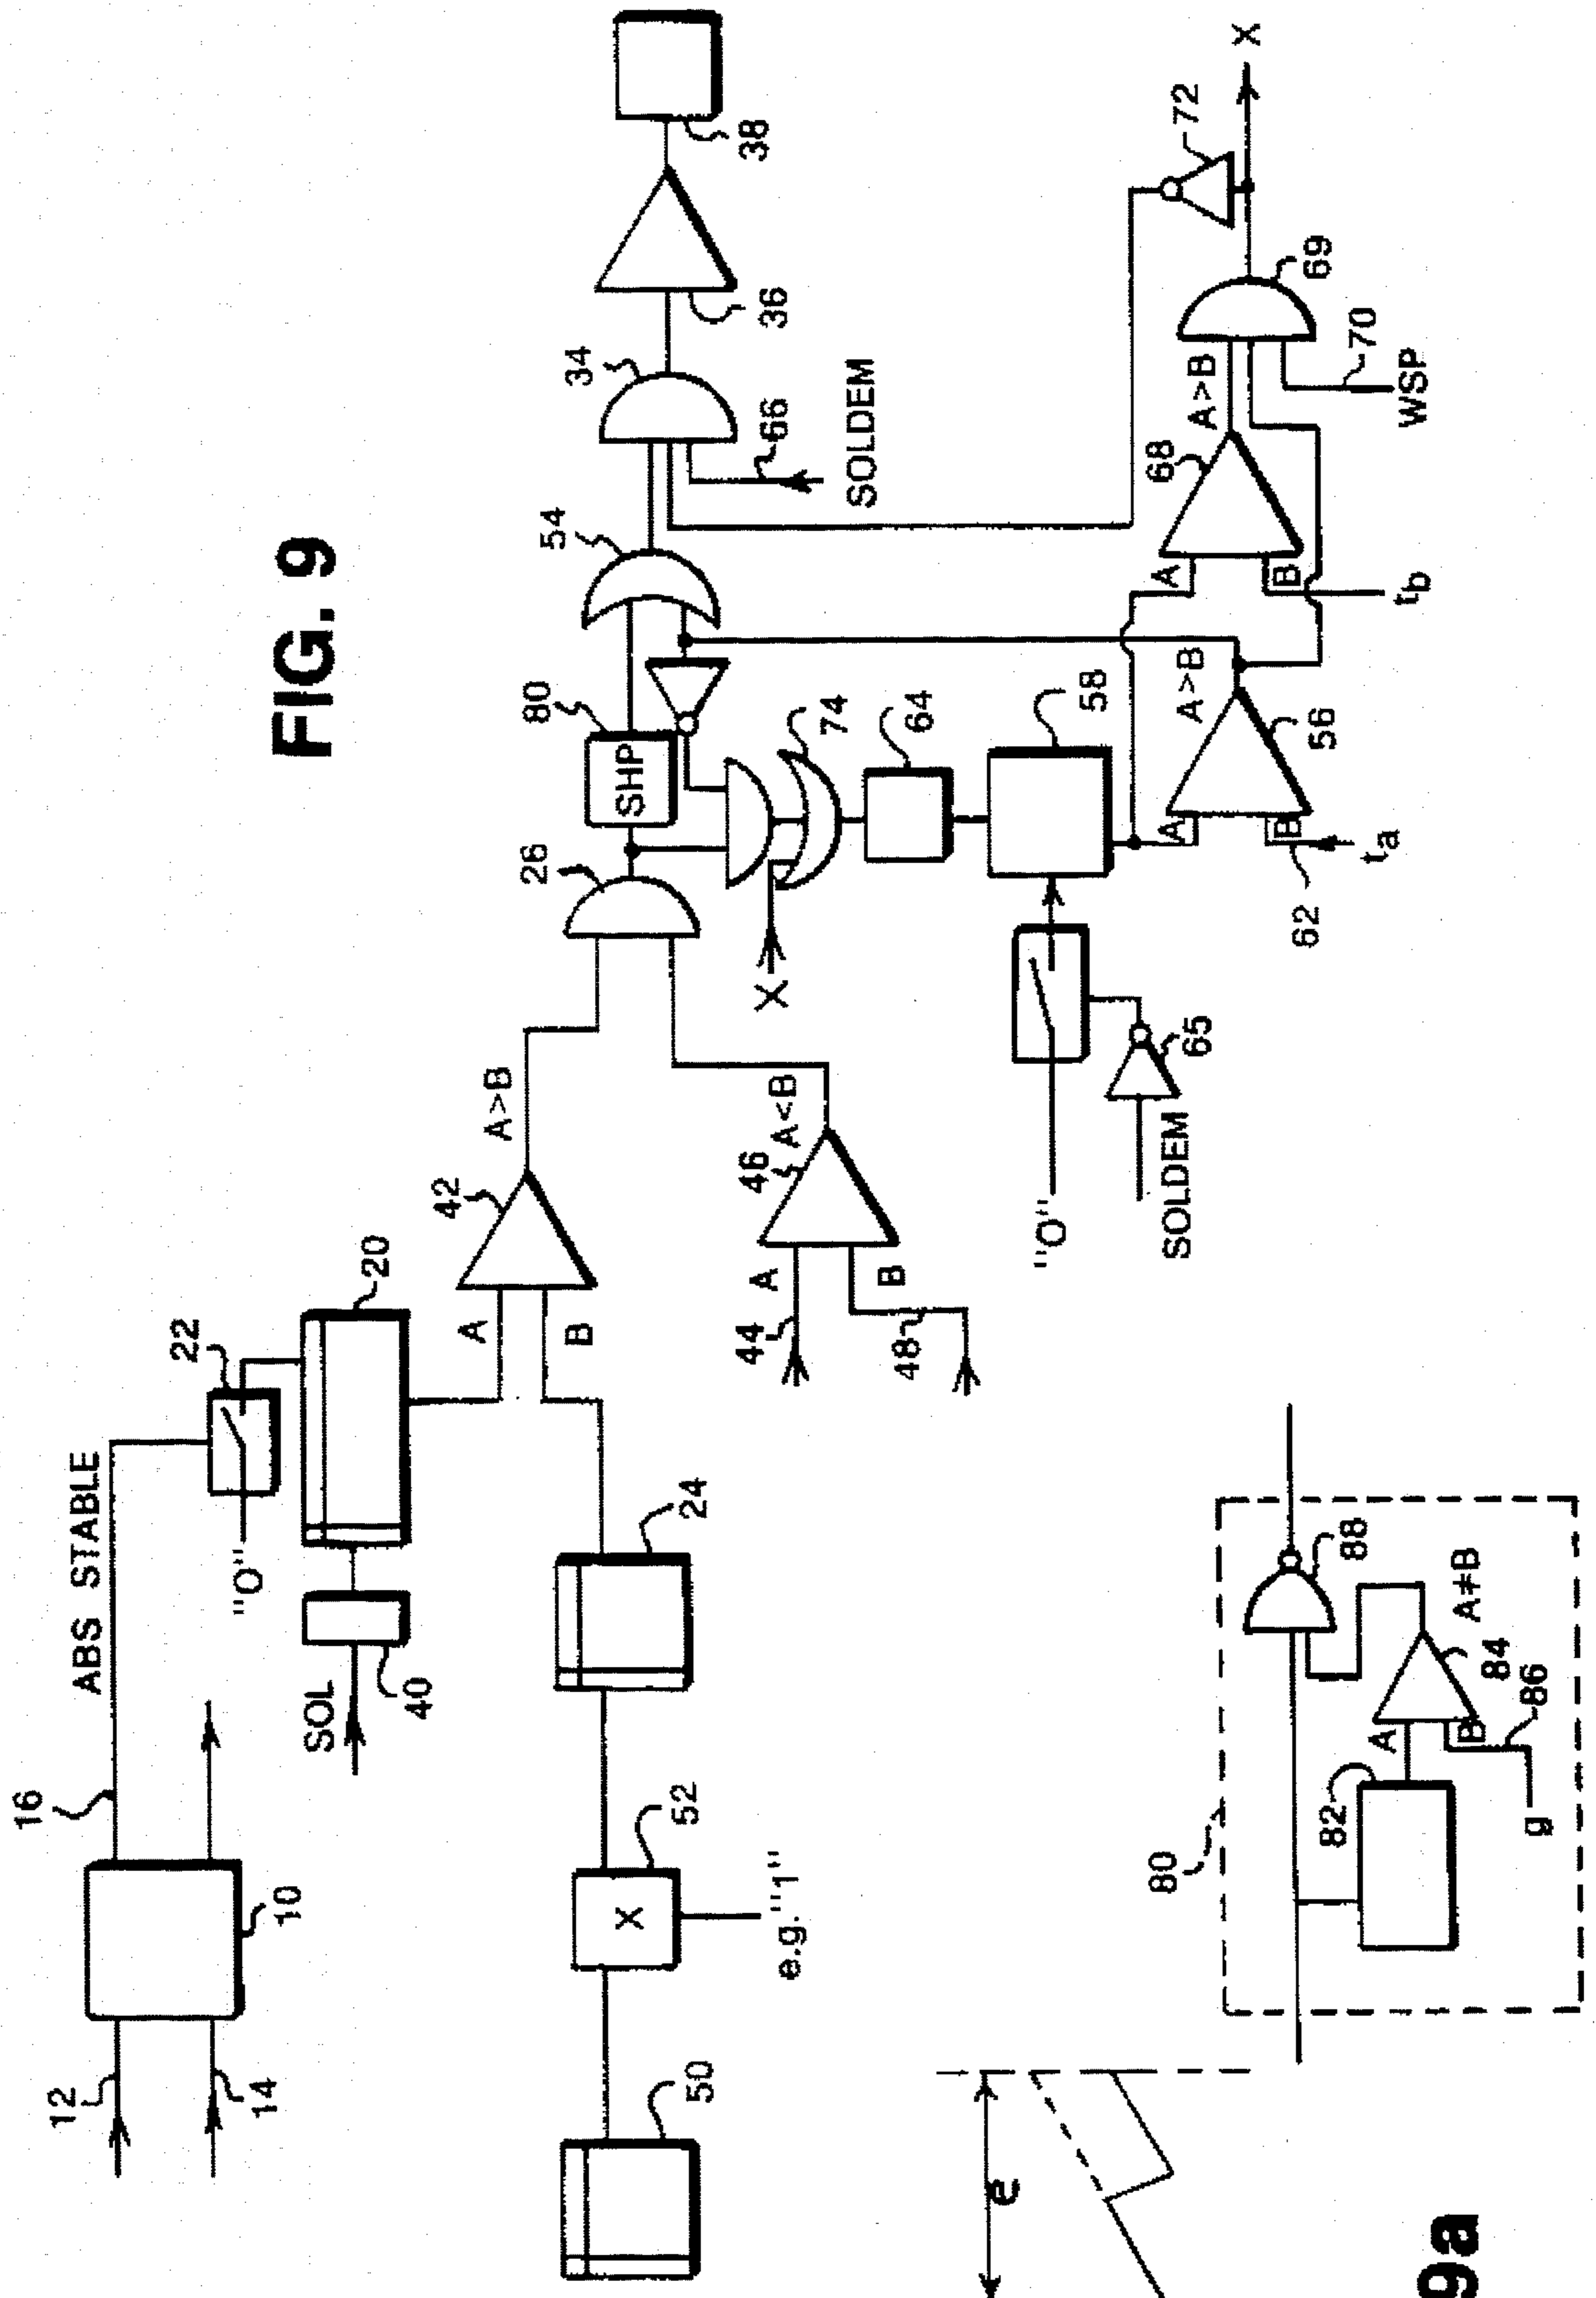 FIG. 9
12
14
10
16
ABS STABLE
22
"O"
20
SOL
40
50
52
X
e.g. "1"
24
A
B
42
A>B
44
48
A
B
46
A<B
26
80
SHP
54
34
66
SOLDEM
36
38
X
74
64
58
"O"
SOLDEM
65
62
ta
A
B
56
A>B
A
B
tb
68
A>B
70
WSP
69
72
X
80
82
A
B
84
A≠B
86
g
88
e
9a